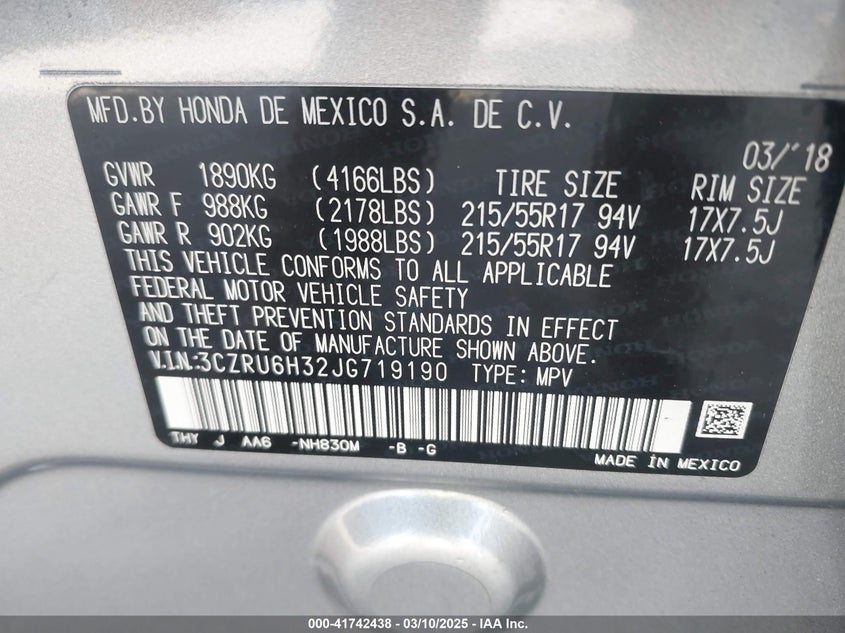 MFD.BY HONDA DE MEXICO S.A. DE C.V.
03/'18
GVWR 1890KG (4166LBS) TIRE SIZE RIM SIZE
GAWR F 988KG (2178LBS) 215/55R17 94V 17X7.5J
GAWR R 902KG (1988LBS) 215/55R17 94V 17X7.5J
THIS VEHICLE CONFORMS TO ALL APPLICABLE
FEDERAL MOTOR VEHICLE SAFETY
AND THEFT PREVENTION STANDARDS IN EFFECT
ON THE DATE OF MANUFACTURE SHOWN ABOVE.
V.I.N.:3CZRU6H32JG719190 TYPE: MPV
THY J AA6 -NH830M -B -G
MADE IN MEXICO
000-41742438 - 03/10/2025 - IAA Inc.